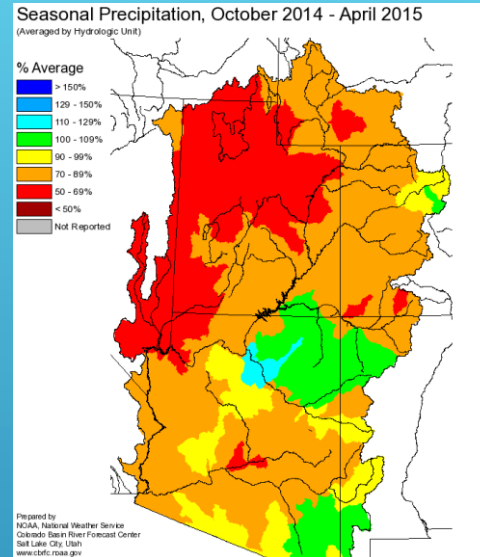 Seasonal Precipitation, October 2014 - April 2015
(Averaged by Hydrologic Unit)
% Average
> 150%
129 - 150%
110 - 129%
100 - 109%
90 - 99%
70 - 89%
50 - 69%
< 50%
Not Reported
Prepared by
NOAA, National Weather Service
Colorado Basin River Forecast Center
Salt Lake City, Utah
www.cbrfc.noaa.gov